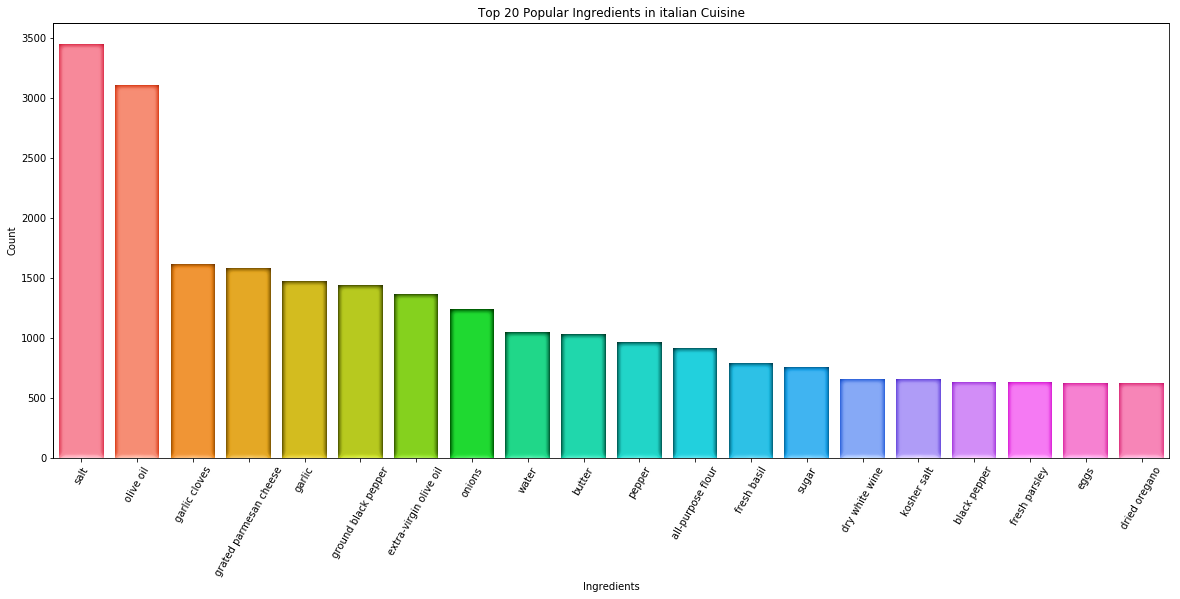 Top 20 Popular Ingredients in italian Cuisine
Count
3500
3000
2500
2000
1500
1000
500
0
salt
olive oil
garlic cloves
grated parmesan cheese
garlic
ground black pepper
extra-virgin olive oil
onions
water
butter
pepper
all-purpose flour
fresh basil
sugar
dry white wine
kosher salt
black pepper
fresh parsley
eggs
dried oregano
Ingredients